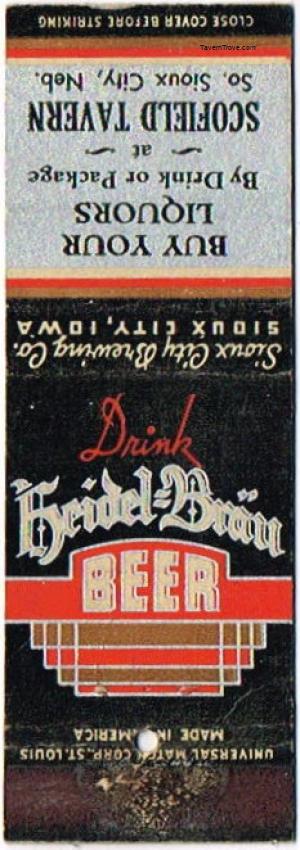 CLOSE COVER BEFORE STRIKING
TavernTrove.com
BUY YOUR
LIQUORS
By Drink or Package
at
SCOFIELD TAVERN
So. Sioux City, Neb.
Sioux City Brewing Co.
SIOUX CITY, IOWA
Drink
Heidel=Bräu
BEER
MADE IN AMERICA
UNIVERSAL MATCH CORP., ST. LOUIS